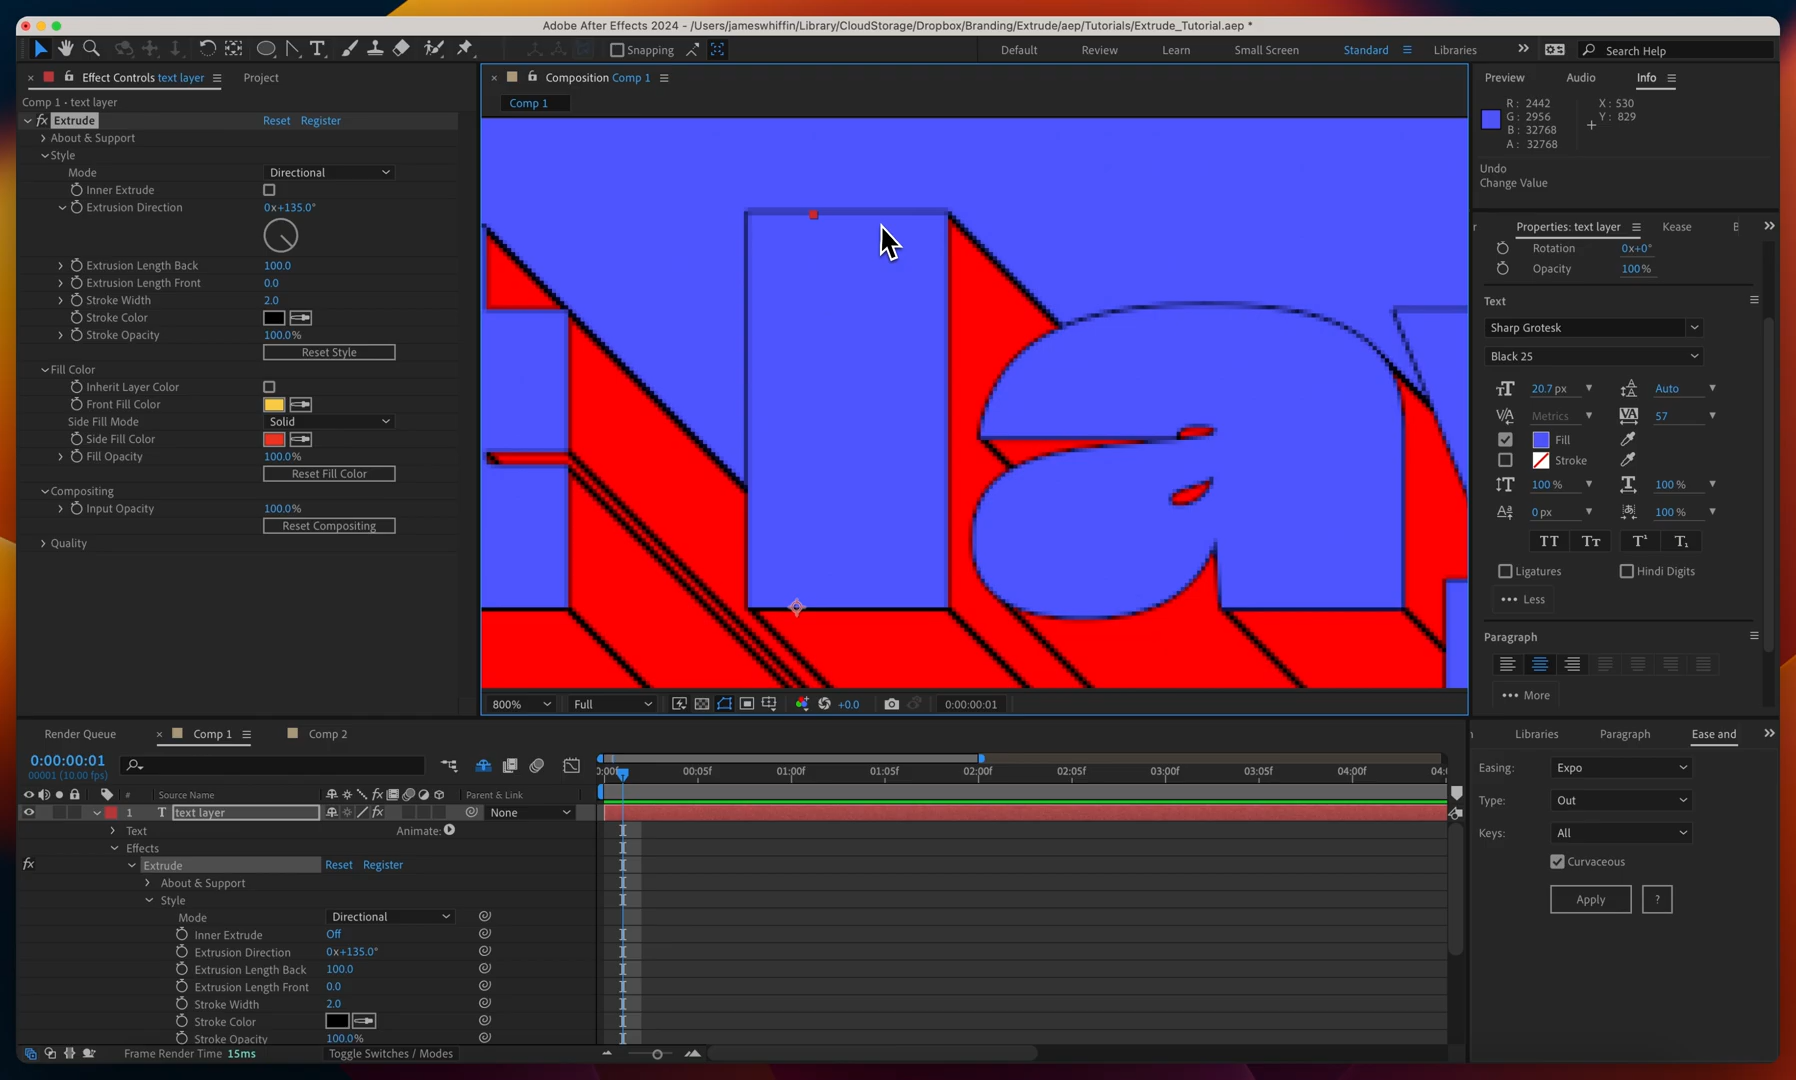 Adobe After Effects 2024 - /Users/jameswhiffin/Library/CloudStorage/Dropbox/Branding/Extrude/aep/Tutorials/Extrude_Tutorial.aep *
Snapping
Default Review Learn Small Screen Standard Libraries
Search Help
Effect Controls text layer
Project
Comp 1 • text layer
fx Extrude Reset Register
About & Support
Style
Mode Directional
Inner Extrude
Extrusion Direction 0x+135.0°
Extrusion Length Back 100.0
Extrusion Length Front 0.0
Stroke Width 2.0
Stroke Color
Stroke Opacity 100.0%
Reset Style
Fill Color
Inherit Layer Color
Front Fill Color
Side Fill Mode Solid
Side Fill Color
Fill Opacity 100.0%
Reset Fill Color
Compositing
Input Opacity 100.0%
Reset Compositing
Quality
Composition Comp 1
Comp 1
la
800% Full +0.0 0:00:00:01
Preview Audio Info
R: 2442 X: 530
G: 2956 Y: 829
B: 32768
A: 32768
Undo
Change Value
Properties: text layer Kease
Rotation 0x+0°
Opacity 100%
Text
Sharp Grotesk
Black 25
20.7 px Auto
Metrics 57
Fill
Stroke
100 % 100 %
0 px 100 %
TT Tт T¹ T₁
Ligatures Hindi Digits
••• Less
Paragraph
••• More
Libraries Paragraph Ease and
Easing: Expo
Type: Out
Keys: All
Curvaceous
Apply ?
Render Queue Comp 1 Comp 2
0:00:00:01
00001 (10.00 fps)
0:00f 00:05f 01:00f 01:05f 02:00f 02:05f 03:00f 03:05f 04:00f 04:
# Source Name fx Parent & Link
1 T text layer fx None
Text Animate:
Effects
fx Extrude Reset Register
About & Support
Style
Mode Directional
Inner Extrude Off
Extrusion Direction 0x+135.0°
Extrusion Length Back 100.0
Extrusion Length Front 0.0
Stroke Width 2.0
Stroke Color
Stroke Opacity 100.0%
Frame Render Time 15ms Toggle Switches / Modes